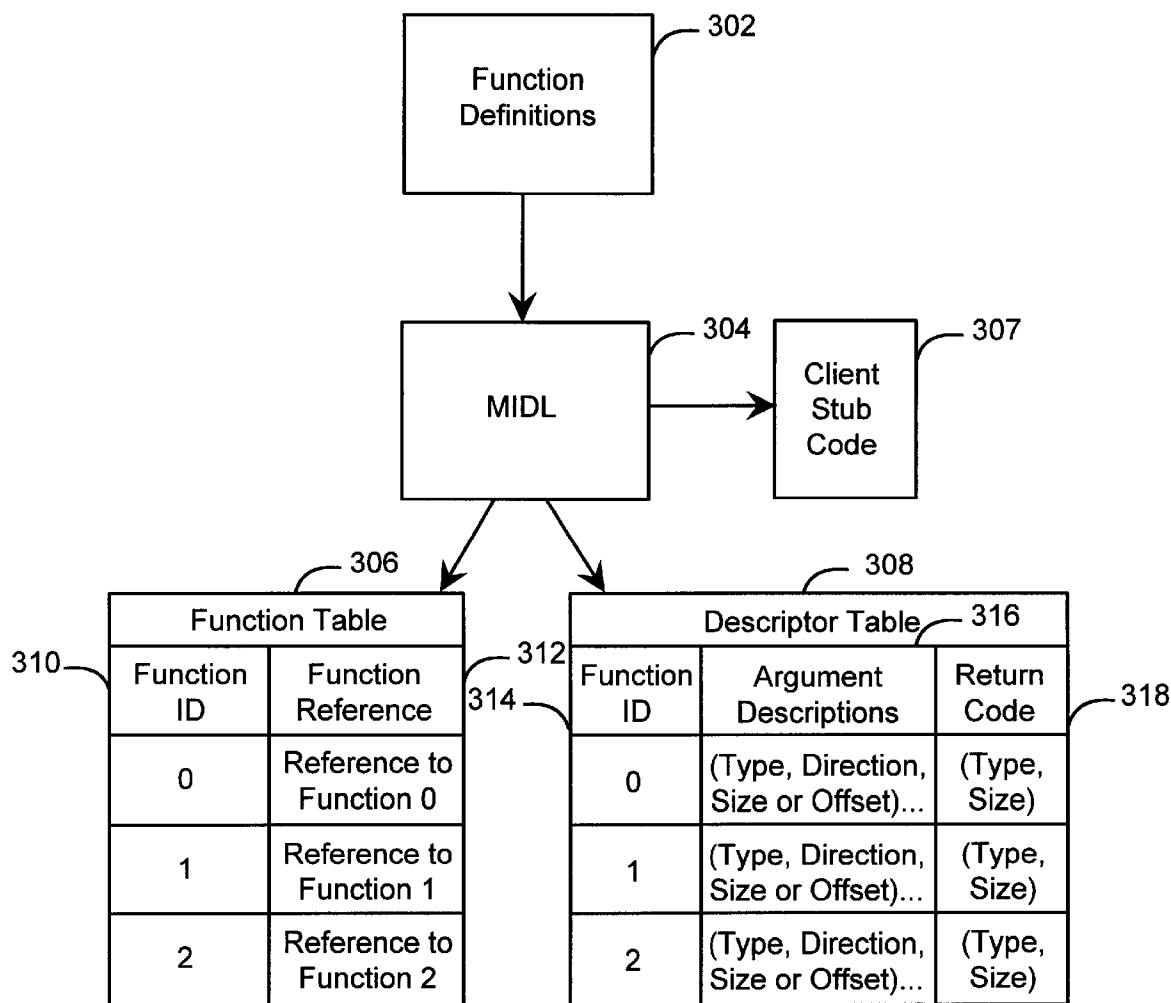 302
Function
Definitions
304
307
MIDL
Client
Stub
Code
306
308
Function Table
Descriptor Table
316
310
Function
ID
Function
Reference
312
314
Function
ID
Argument
Descriptions
Return
Code
318
0
Reference to
Function 0
0
(Type, Direction,
Size or Offset)...
(Type,
Size)
1
Reference to
Function 1
1
(Type, Direction,
Size or Offset)...
(Type,
Size)
2
Reference to
Function 2
2
(Type, Direction,
Size or Offset)...
(Type,
Size)